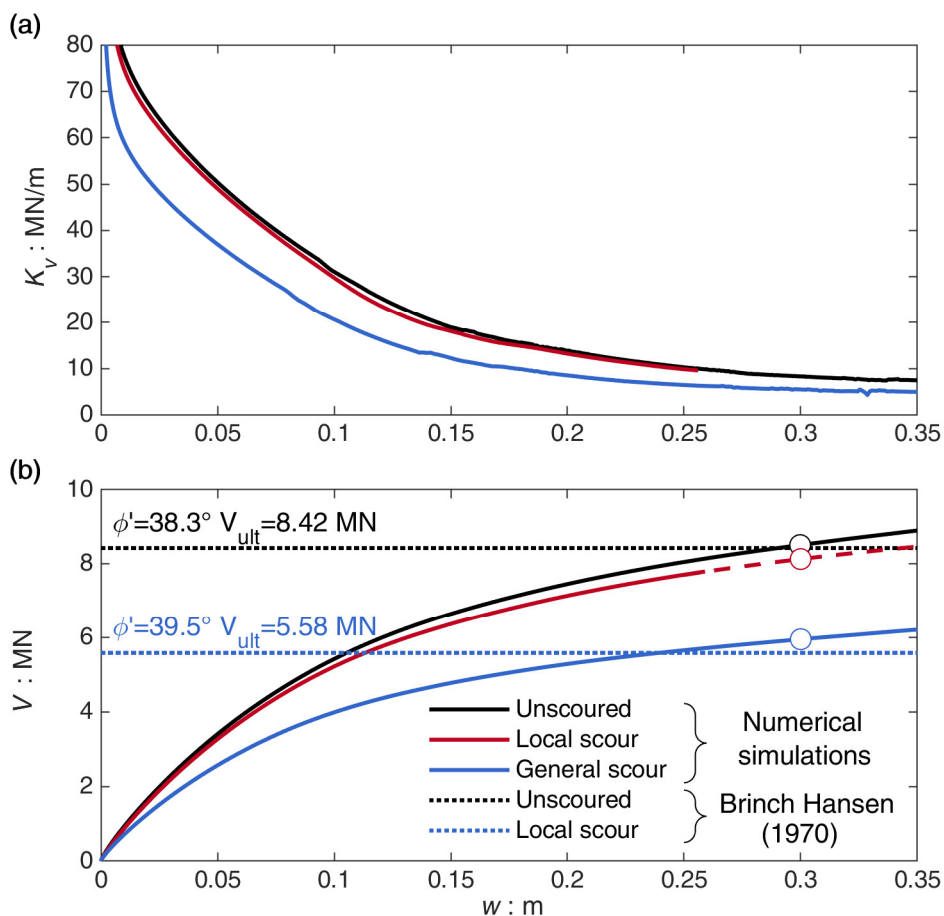 (a)
80
70
60
50
40
30
20
10
0
K_v : MN/m
0 0.05 0.1 0.15 0.2 0.25 0.3 0.35
(b)
10
8
6
4
2
0
V : MN
ϕ'=38.3° V_ult=8.42 MN
ϕ'=39.5° V_ult=5.58 MN
Unscoured
Local scour
General scour
Numerical
simulations
Unscoured
Local scour
Brinch Hansen
(1970)
0 0.05 0.1 0.15 0.2 0.25 0.3 0.35
w : m